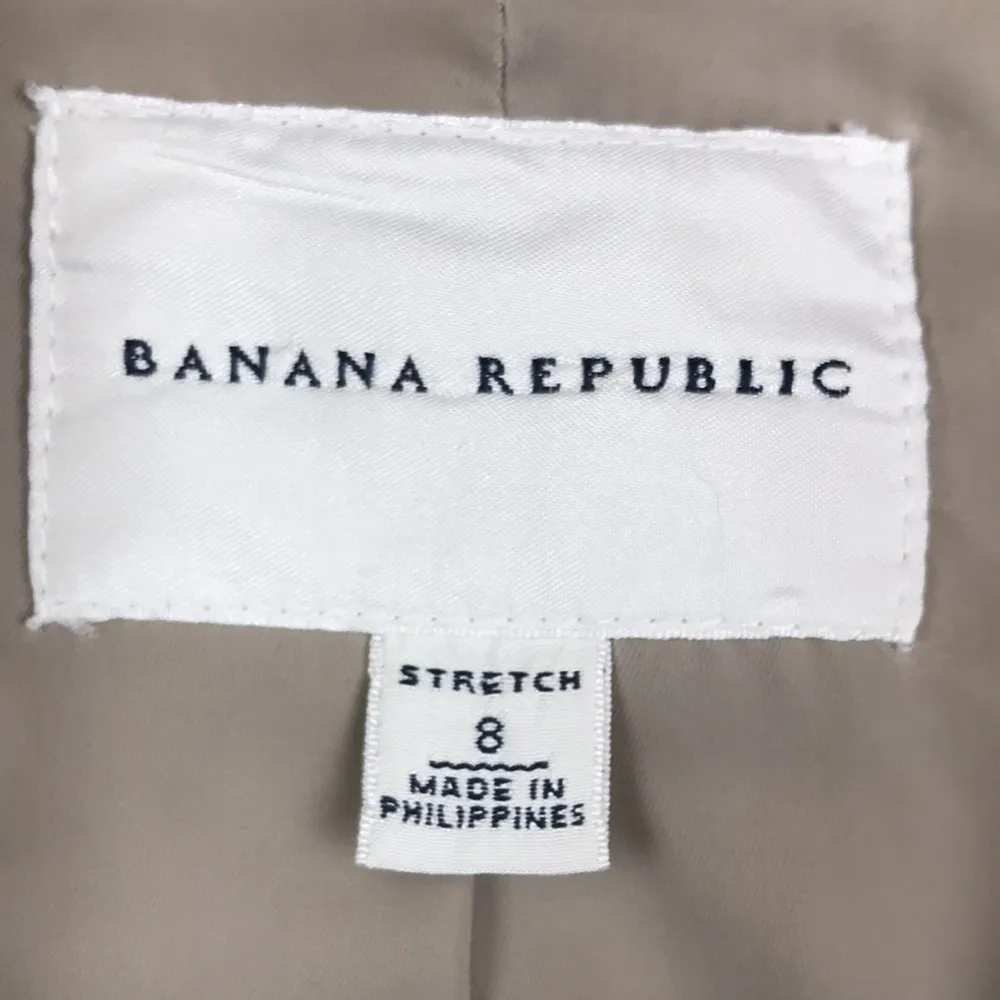 BANANA REPUBLIC
STRETCH
8
MADE IN
PHILIPPINES